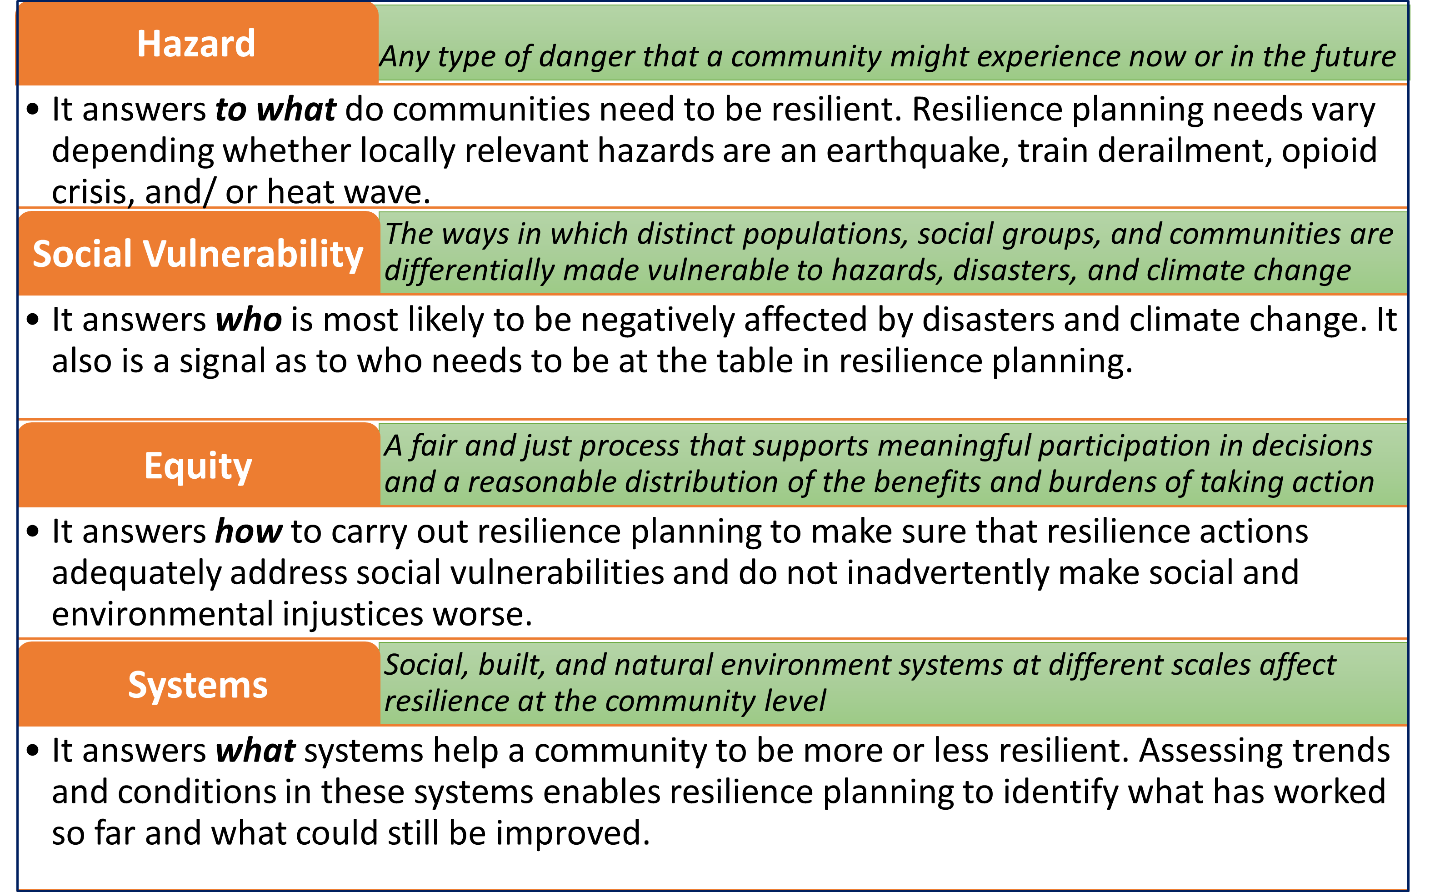 Hazard
Any type of danger that a community might experience now or in the future
• It answers to what do communities need to be resilient. Resilience planning needs vary
depending whether locally relevant hazards are an earthquake, train derailment, opioid
crisis, and/ or heat wave.
Social Vulnerability
The ways in which distinct populations, social groups, and communities are
differentially made vulnerable to hazards, disasters, and climate change
• It answers who is most likely to be negatively affected by disasters and climate change. It
also is a signal as to who needs to be at the table in resilience planning.
Equity
A fair and just process that supports meaningful participation in decisions
and a reasonable distribution of the benefits and burdens of taking action
• It answers how to carry out resilience planning to make sure that resilience actions
adequately address social vulnerabilities and do not inadvertently make social and
environmental injustices worse.
Systems
Social, built, and natural environment systems at different scales affect
resilience at the community level
• It answers what systems help a community to be more or less resilient. Assessing trends
and conditions in these systems enables resilience planning to identify what has worked
so far and what could still be improved.